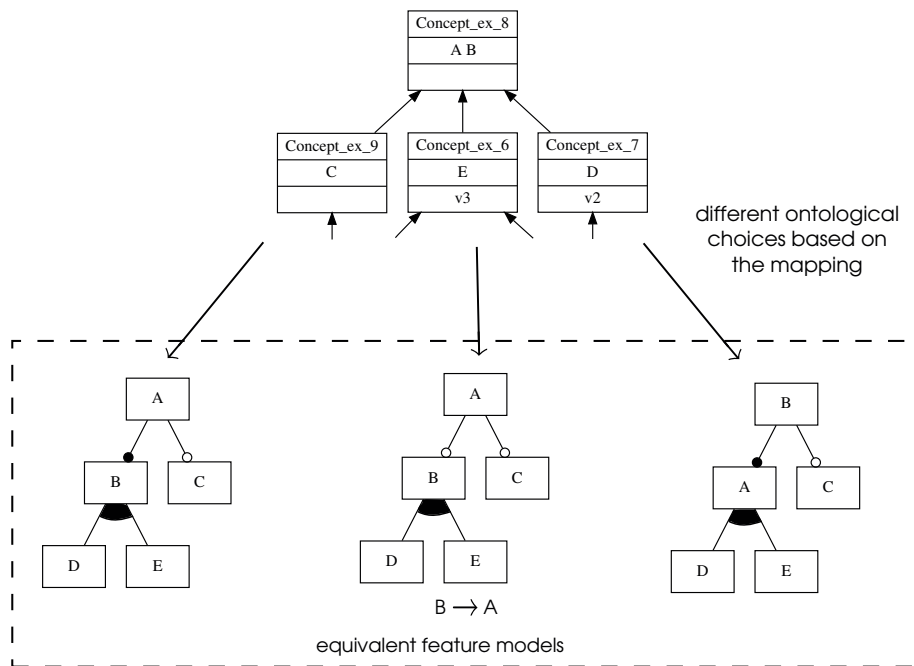 Concept_ex_8
A B
Concept_ex_9
C
Concept_ex_6
E
v3
Concept_ex_7
D
v2
different ontological
choices based on
the mapping
A
B
C
D
E
A
B
C
D
E
B → A
B
A
C
D
E
equivalent feature models